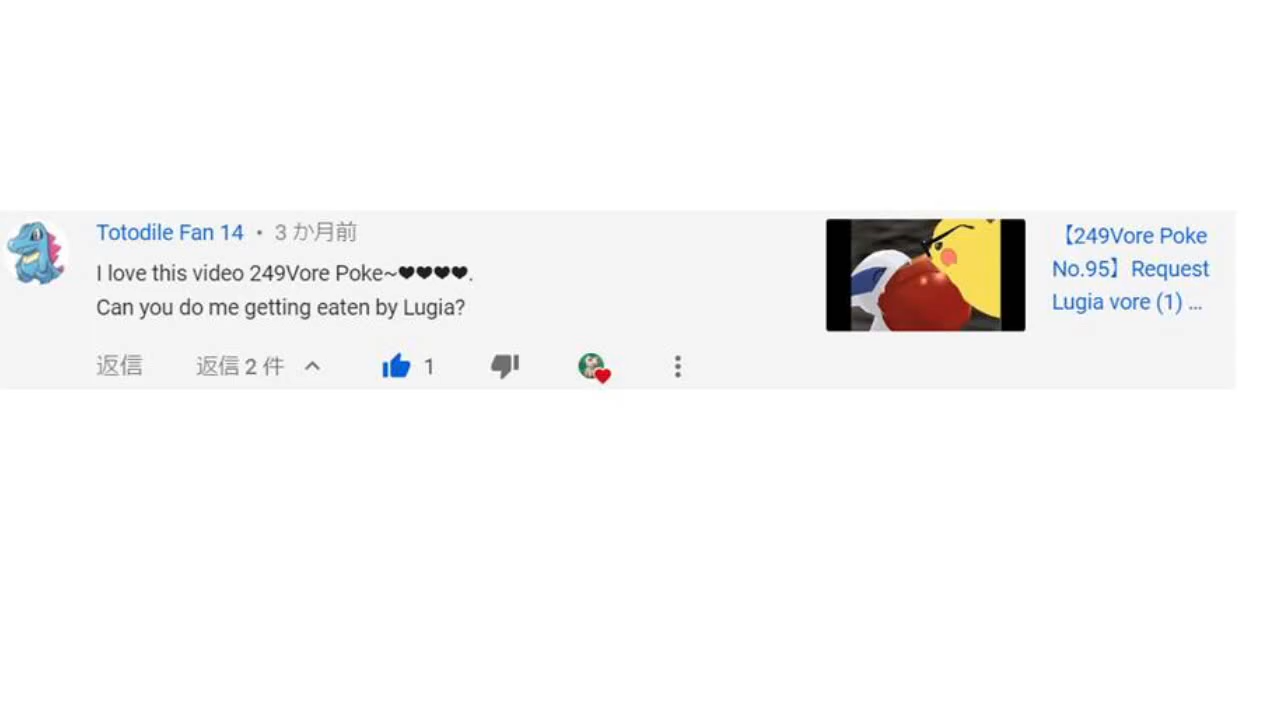 Totodile Fan 14 • 3 か月前
I love this video 249Vore Poke~♥♥♥♥.
Can you do me getting eaten by Lugia?
返信 返信 2 件 1
【249Vore Poke
No.95】Request
Lugia vore (1) ...